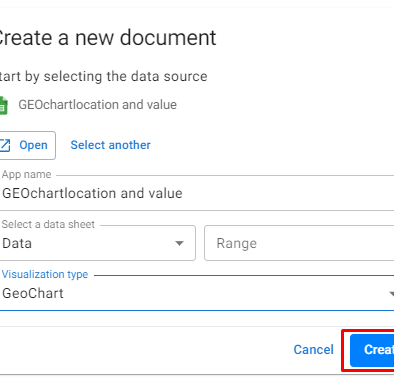 Create a new document
tart by selecting the data source
GEOchartlocation and value
Open Select another
App name
GEOchartlocation and value
Select a data sheet
Data
Range
Visualization type
GeoChart
Cancel Creat